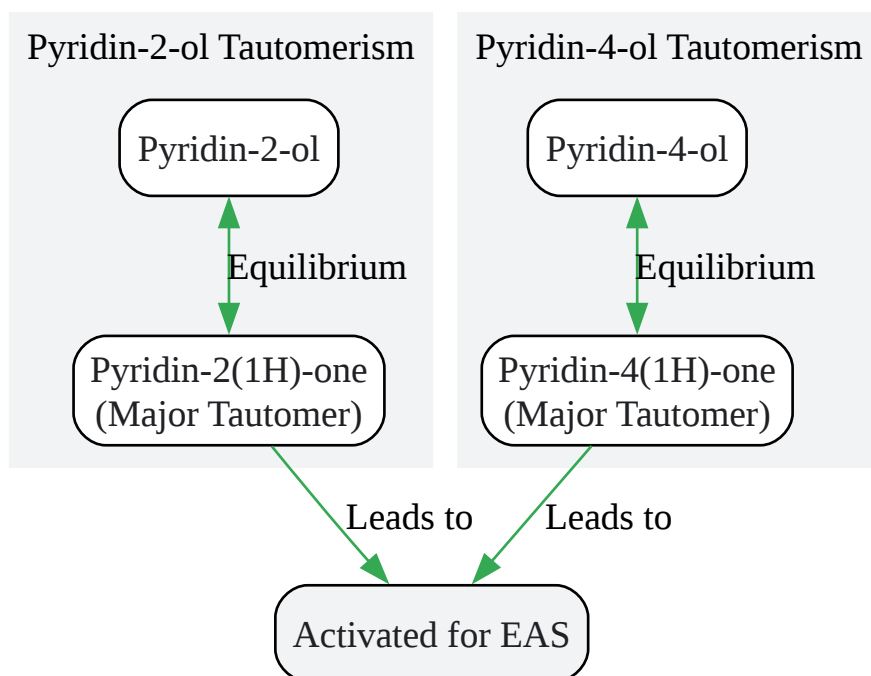 Pyridin-2-ol Tautomerism
Pyridin-4-ol Tautomerism
Pyridin-2-ol
Pyridin-4-ol
Equilibrium
Equilibrium
Pyridin-2(1H)-one
(Major Tautomer)
Pyridin-4(1H)-one
(Major Tautomer)
Leads to
Leads to
Activated for EAS